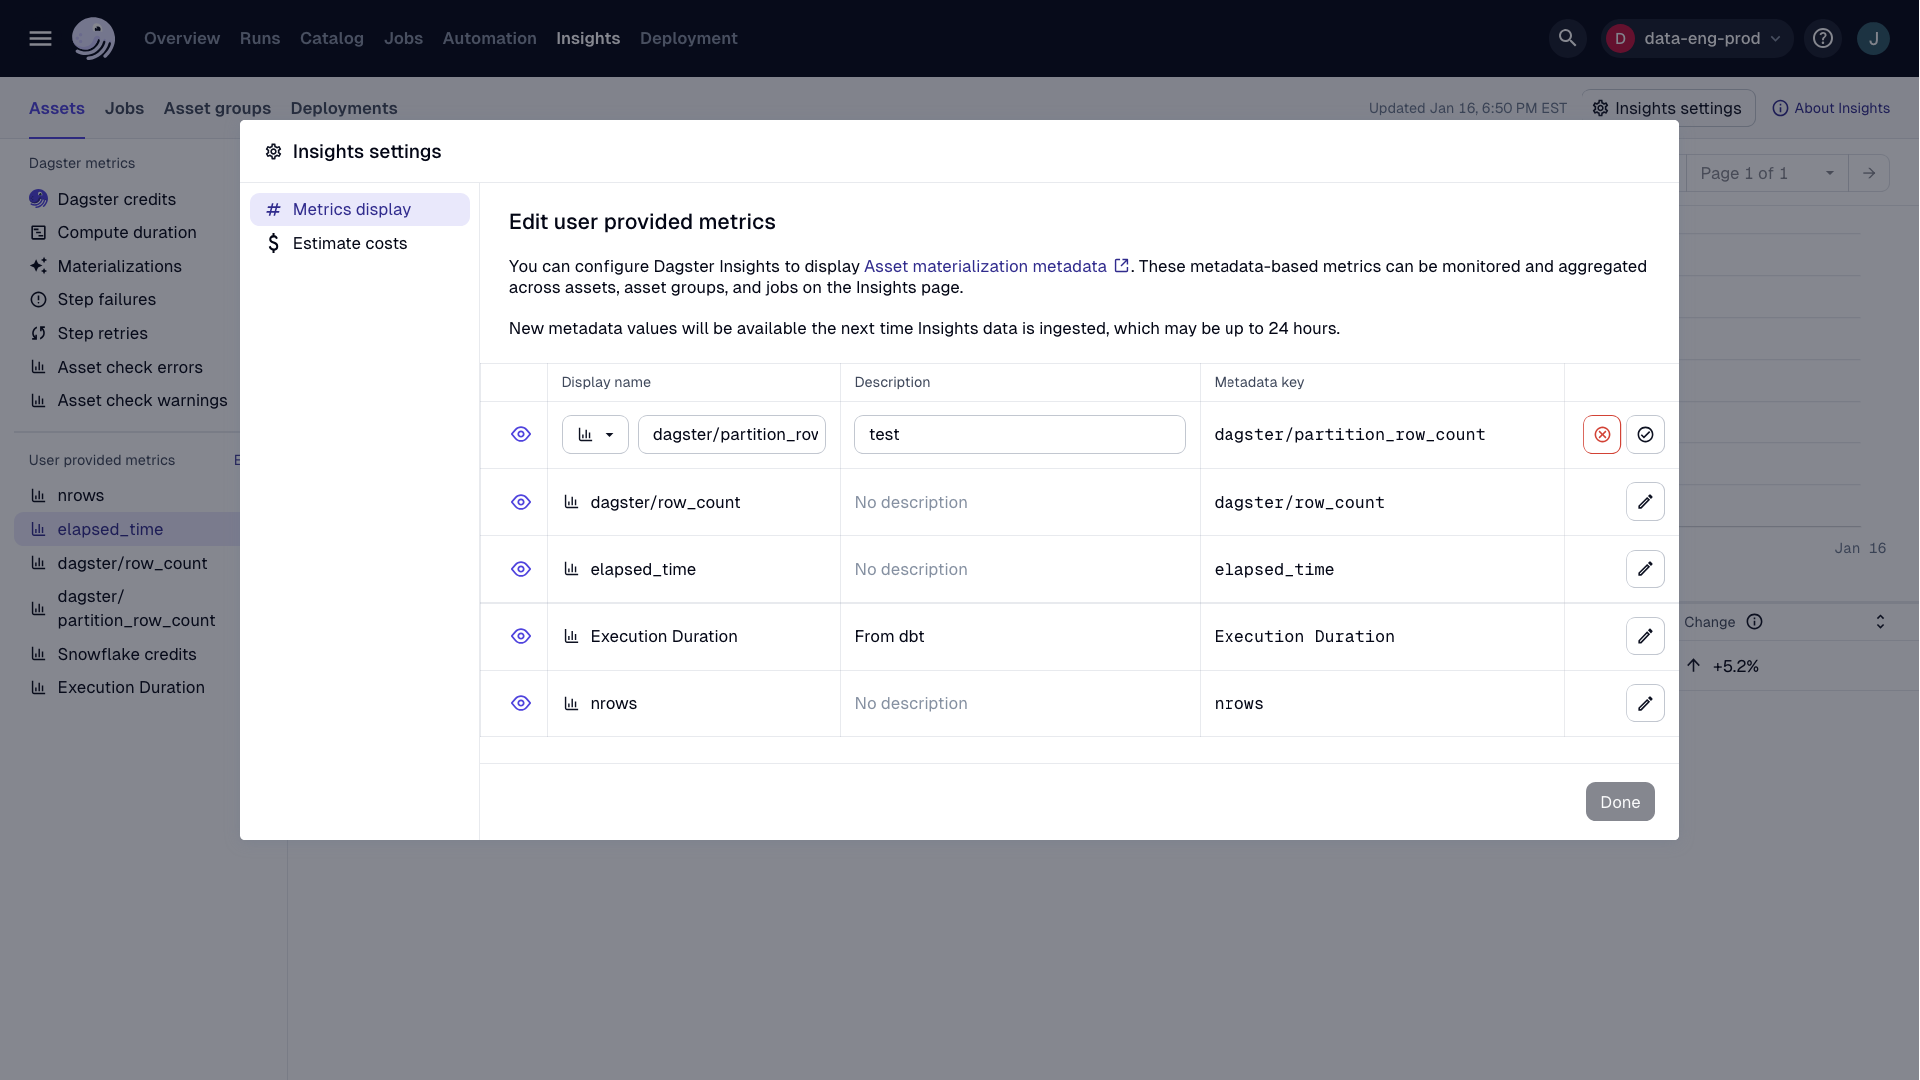 Overview Runs Catalog Jobs Automation Insights Deployment
D data-eng-prod
J
Assets Jobs Asset groups Deployments
Updated Jan 16, 6:50 PM EST
Insights settings
About Insights
Dagster metrics
Dagster credits
Compute duration
Materializations
Step failures
Step retries
Asset check errors
Asset check warnings
User provided metrics
nrows
elapsed_time
dagster/row_count
dagster/
partition_row_count
Snowflake credits
Execution Duration
Page 1 of 1
Jan 16
Change
+5.2%
Insights settings
# Metrics display
$ Estimate costs
Edit user provided metrics
You can configure Dagster Insights to display Asset materialization metadata. These metadata-based metrics can be monitored and aggregated
across assets, asset groups, and jobs on the Insights page.
New metadata values will be available the next time Insights data is ingested, which may be up to 24 hours.
Display name Description Metadata key
dagster/partition_rov test dagster/partition_row_count
dagster/row_count No description dagster/row_count
elapsed_time No description elapsed_time
Execution Duration From dbt Execution Duration
nrows No description nrows
Done